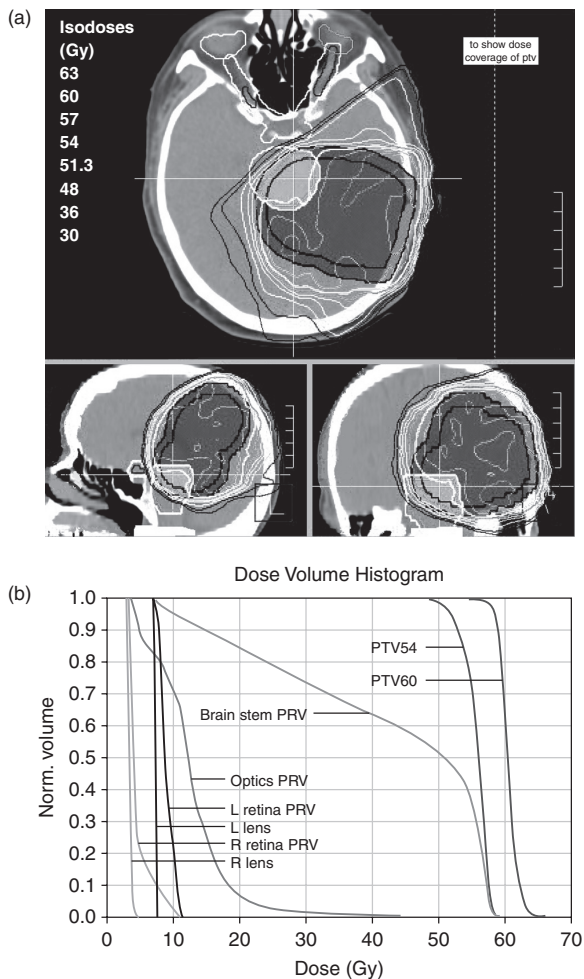 (a)
Isodoses
(Gy)
63
60
57
54
51.3
48
36
30
to show dose
coverage of ptv
(b)
Dose Volume Histogram
Norm. volume
1.0
0.9
0.8
0.7
0.6
0.5
0.4
0.3
0.2
0.1
0.0
PTV54
PTV60
Brain stem PRV
Optics PRV
L retina PRV
L lens
R retina PRV
R lens
0 10 20 30 40 50 60 70
Dose (Gy)